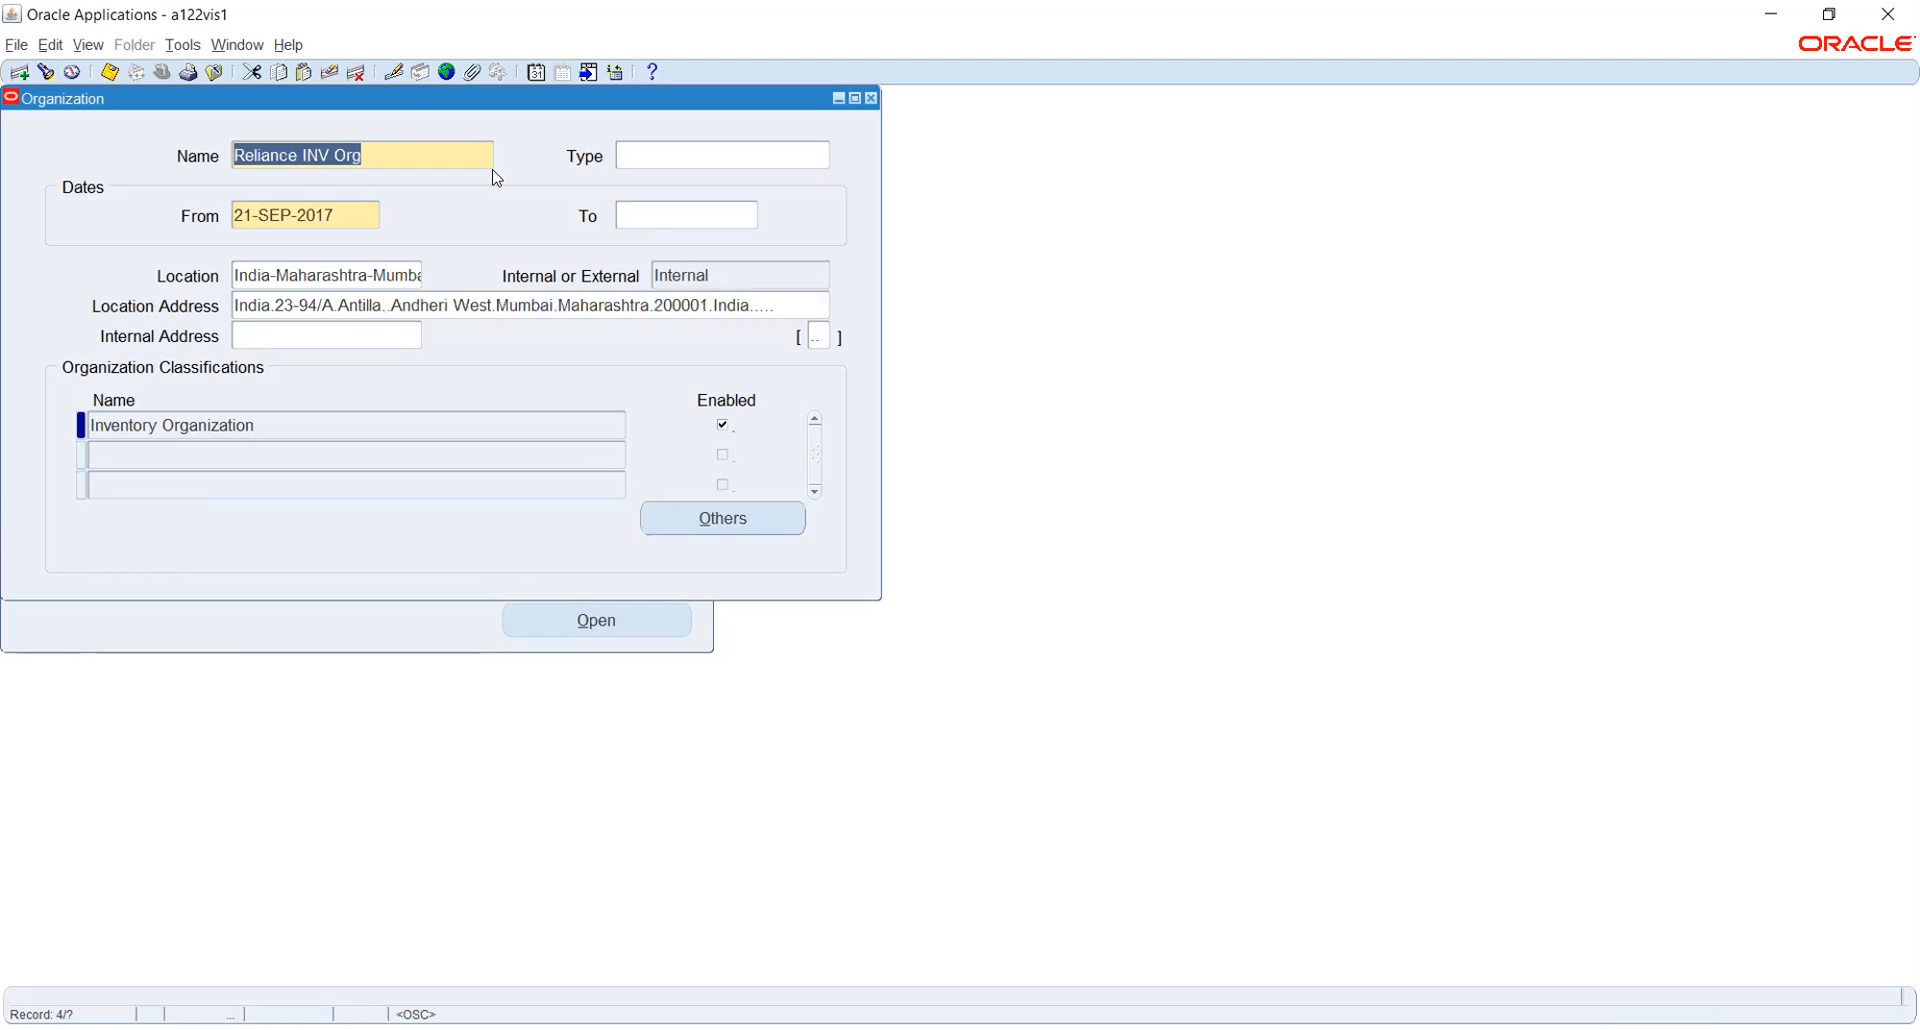 Oracle Applications - a122vis1
File Edit View Folder Tools Window Help
ORACLE
31 ?
Organization
Name Reliance INV Org Type
Dates
From 21-SEP-2017 To
Location India-Maharashtra-Mumba Internal or External Internal
Location Address India.23-94/A.Antilla..Andheri West.Mumbai.Maharashtra.200001.India.....
Internal Address [ .. ]
Organization Classifications
Name Enabled
Inventory Organization
Others
Open
Record: 4/? ... <OSC>